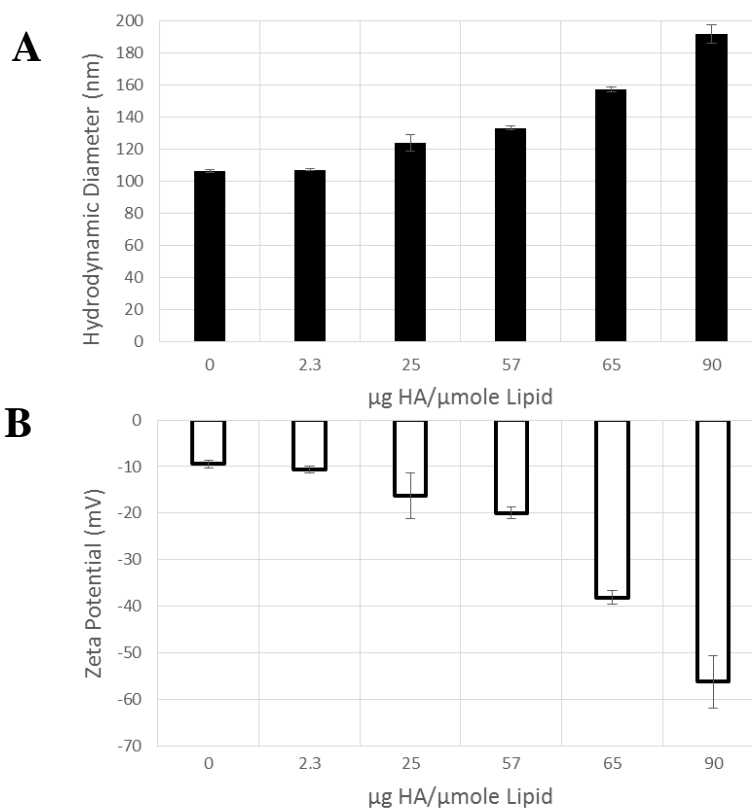 A
Hydrodynamic Diameter (nm)
200
180
160
140
120
100
80
60
40
20
0
0 2.3 25 57 65 90
µg HA/µmole Lipid
B
Zeta Potential (mV)
0
-10
-20
-30
-40
-50
-60
-70
0 2.3 25 57 65 90
µg HA/µmole Lipid